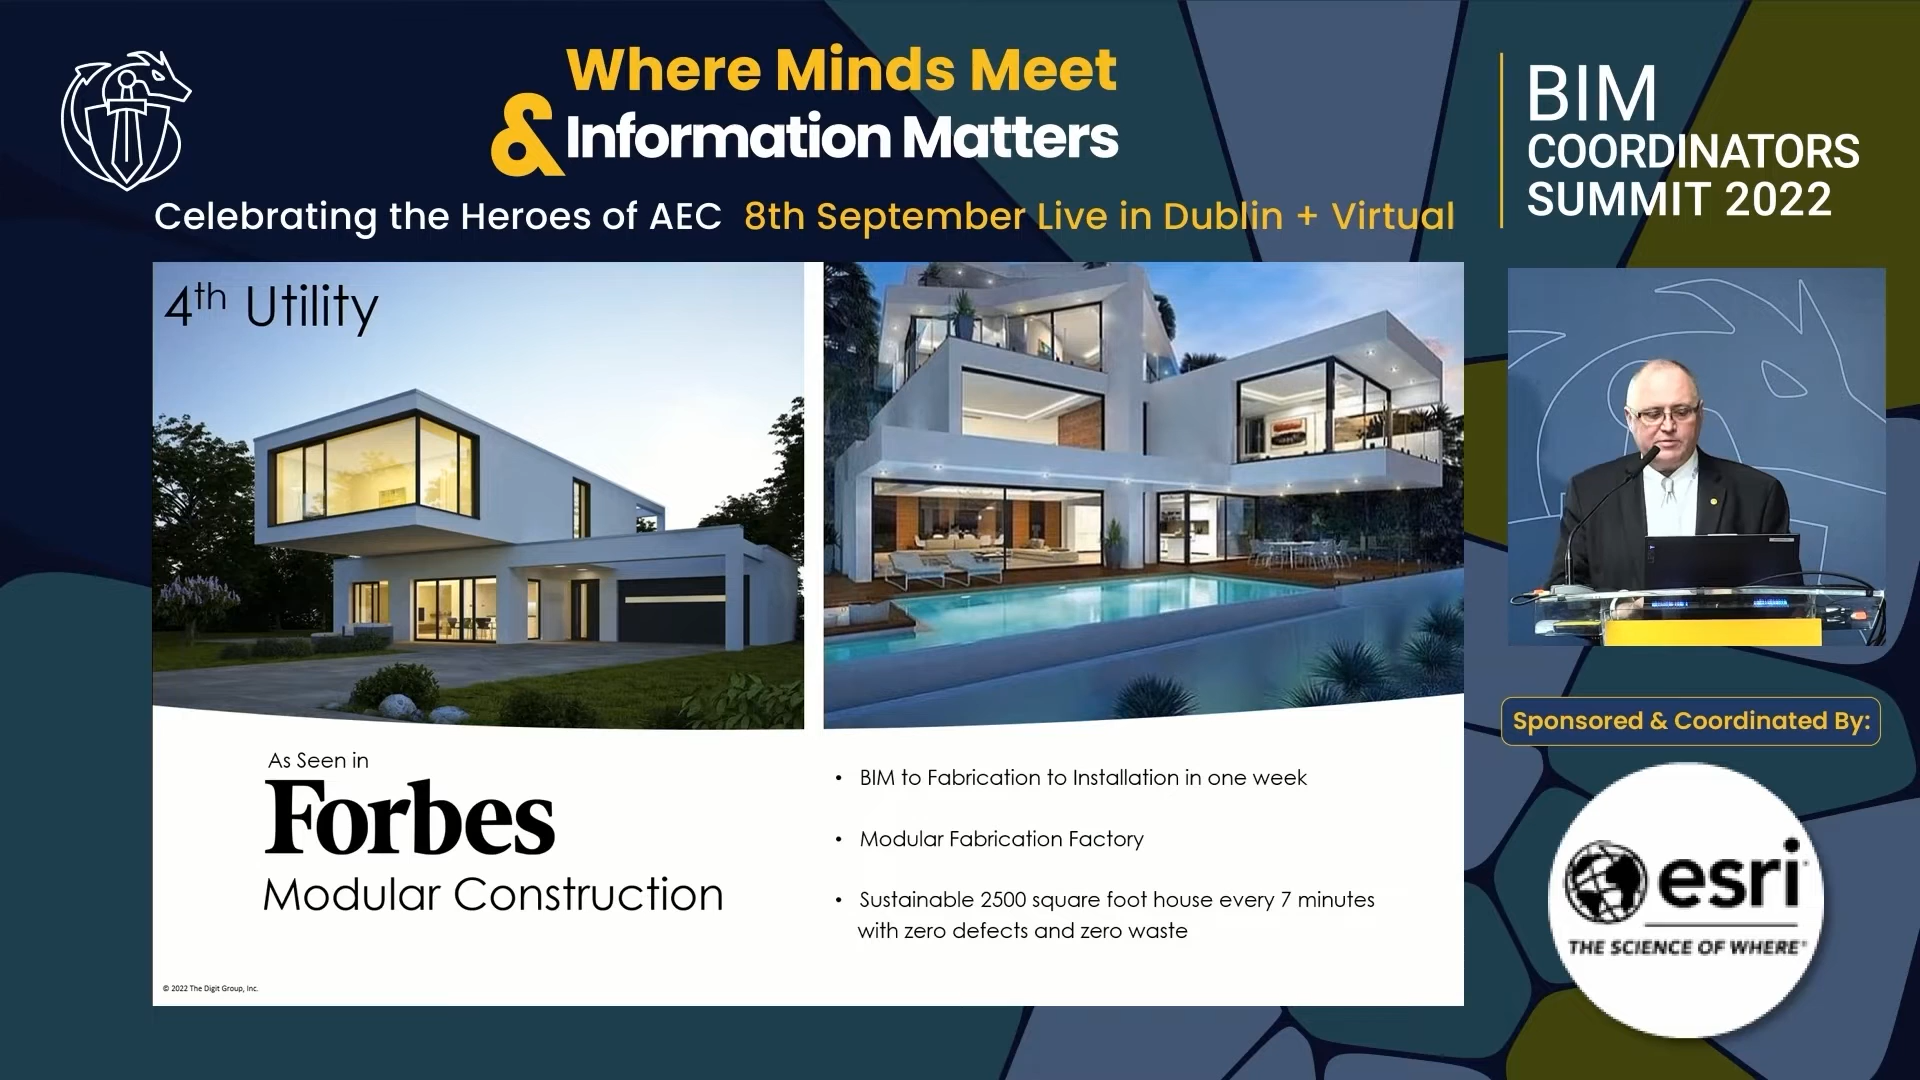 Where Minds Meet
& Information Matters
Celebrating the Heroes of AEC 8th September Live in Dublin + Virtual
BIM
COORDINATORS
SUMMIT 2022
4th Utility
As Seen in
Forbes
Modular Construction
• BIM to Fabrication to Installation in one week
• Modular Fabrication Factory
• Sustainable 2500 square foot house every 7 minutes
with zero defects and zero waste
© 2022 The Digit Group, Inc.
Sponsored & Coordinated By:
esri
THE SCIENCE OF WHERE®